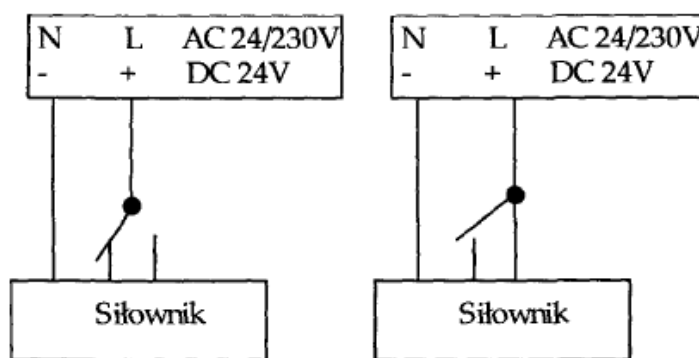 N L AC 24/230V
- + DC 24V
N L AC 24/230V
- + DC 24V
Siłownik
Siłownik